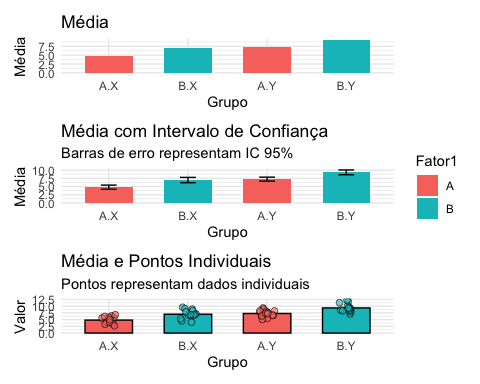 Média
Média
7.5
5.0
2.5
0.0
A.X B.X A.Y B.Y
Grupo
Média com Intervalo de Confiança
Barras de erro representam IC 95%
Média
10.0
7.5
5.0
2.5
0.0
A.X B.X A.Y B.Y
Grupo
Fator1
A
B
Média e Pontos Individuais
Pontos representam dados individuais
Valor
12.5
10.0
7.5
5.0
2.5
0.0
A.X B.X A.Y B.Y
Grupo